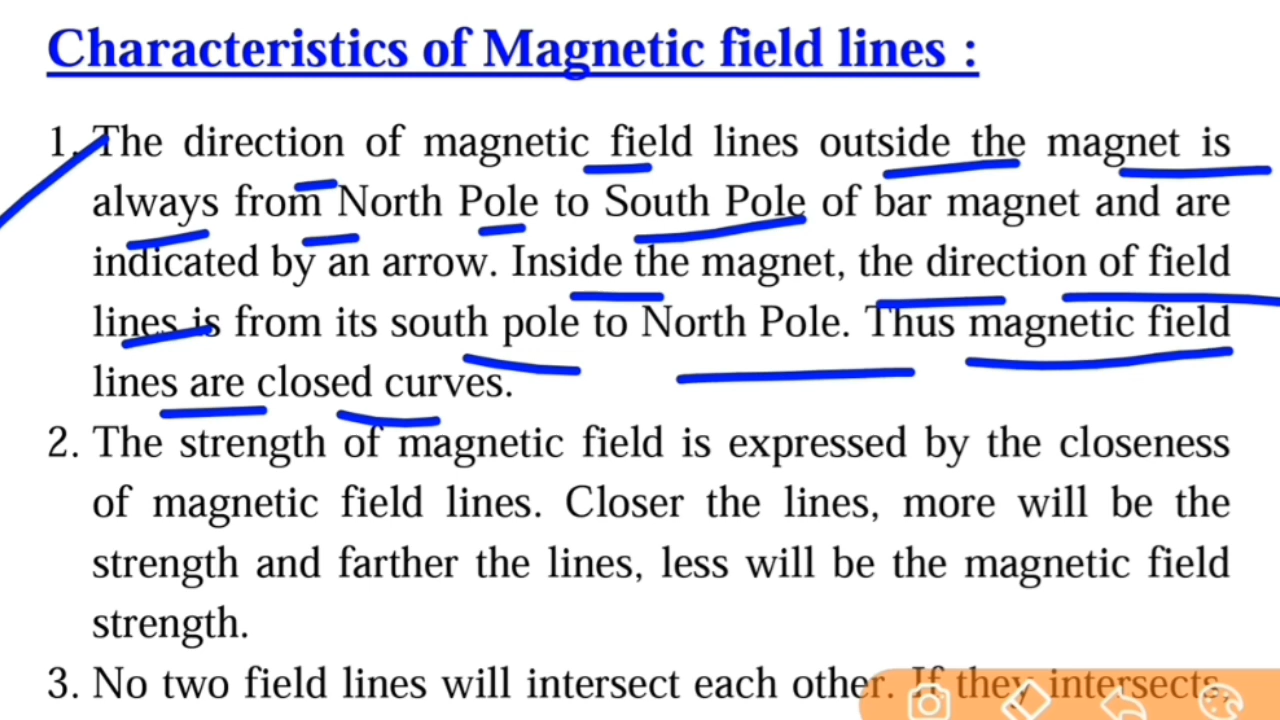 Characteristics of Magnetic field lines :
1. The direction of magnetic field lines outside the magnet is
always from North Pole to South Pole of bar magnet and are
indicated by an arrow. Inside the magnet, the direction of field
lines is from its south pole to North Pole. Thus magnetic field
lines are closed curves.
2. The strength of magnetic field is expressed by the closeness
of magnetic field lines. Closer the lines, more will be the
strength and farther the lines, less will be the magnetic field
strength.
3. No two field lines will intersect each other. If they intersects,